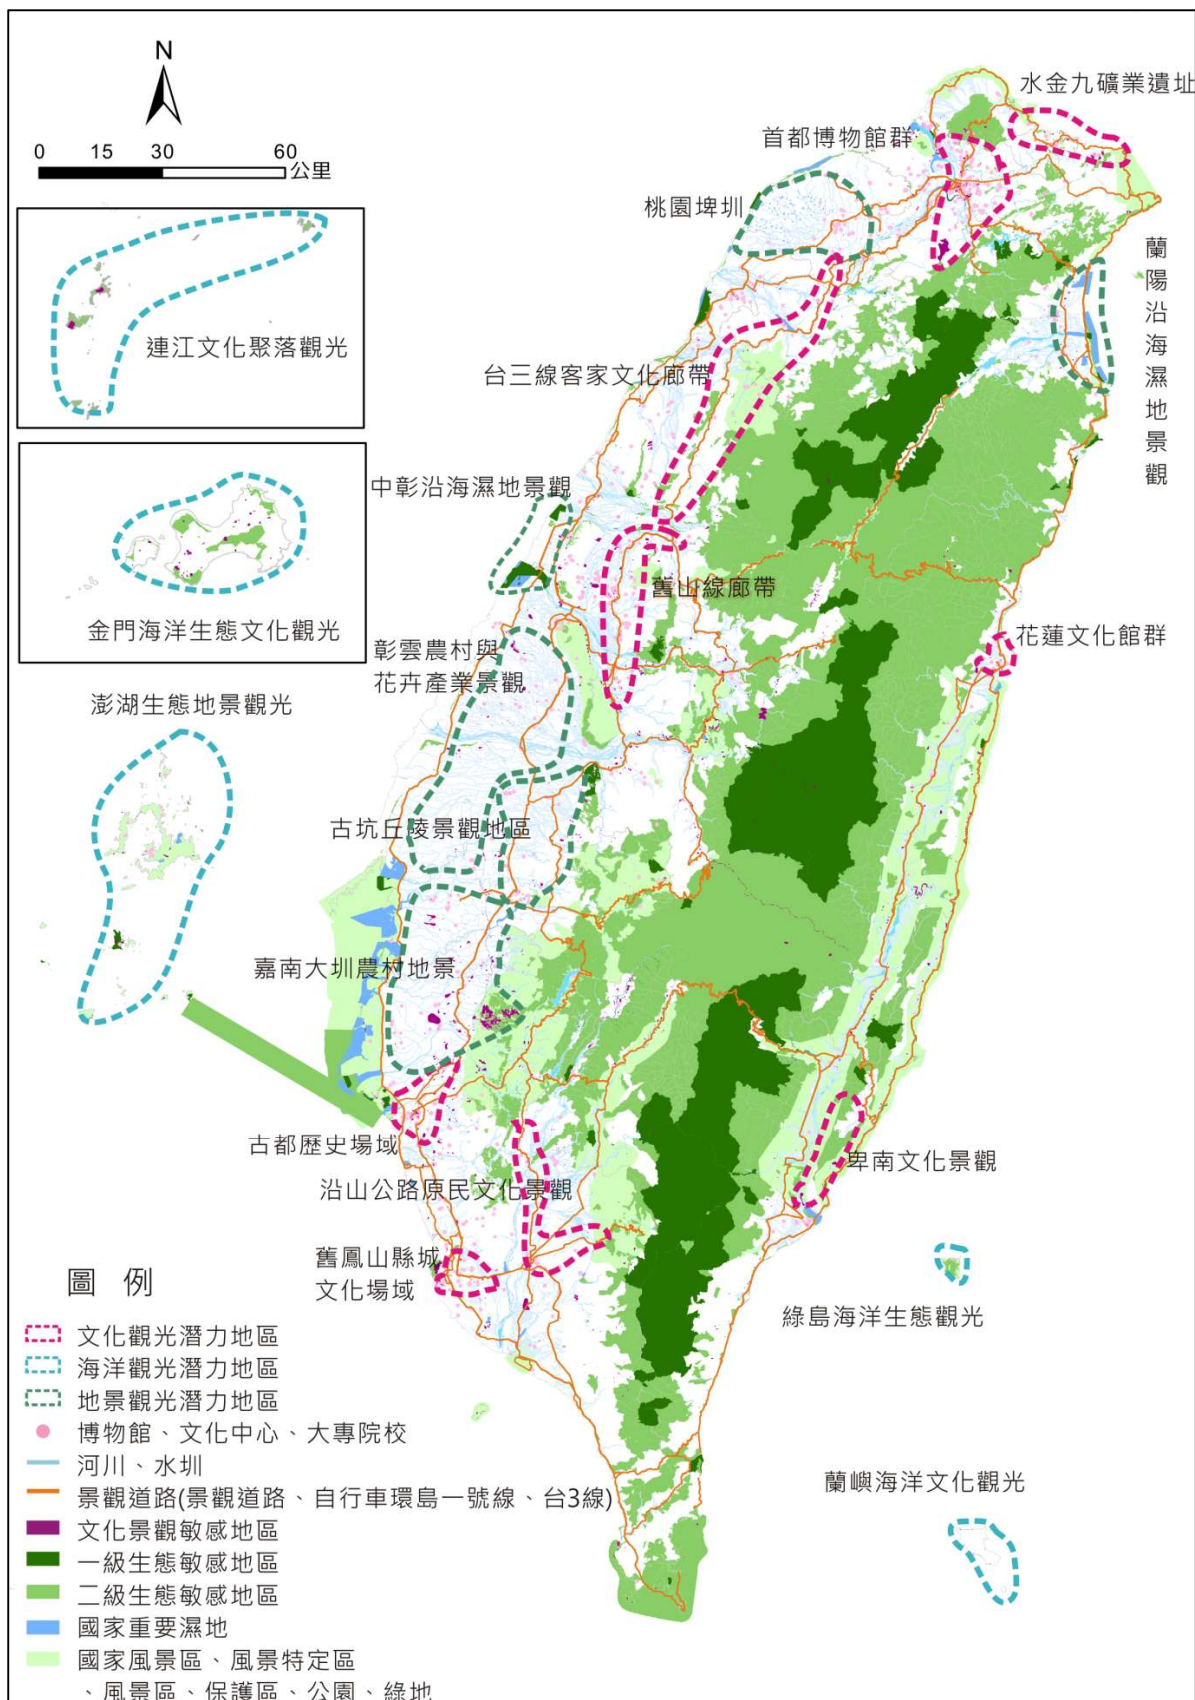 N
0 15 30 60
公里
水金九礦業遺址
首都博物館群
桃園埤圳
蘭陽沿海濕地景觀
連江文化聚落觀光
台三線客家文化廊帶
中彰沿海濕地景觀
舊山線廊帶
金門海洋生態文化觀光
花蓮文化館群
彰雲農村與
花卉產業景觀
澎湖生態地景觀光
古坑丘陵景觀地區
嘉南大圳農村地景
古都歷史場域
卑南文化景觀
沿山公路原民文化景觀
舊鳳山縣城
文化場域
綠島海洋生態觀光
蘭嶼海洋文化觀光
圖 例
文化觀光潛力地區
海洋觀光潛力地區
地景觀光潛力地區
博物館、文化中心、大專院校
河川、水圳
景觀道路(景觀道路、自行車環島一號線、台3線)
文化景觀敏感地區
一級生態敏感地區
二級生態敏感地區
國家重要濕地
國家風景區、風景特定區
、風景區、保護區、公園、綠地